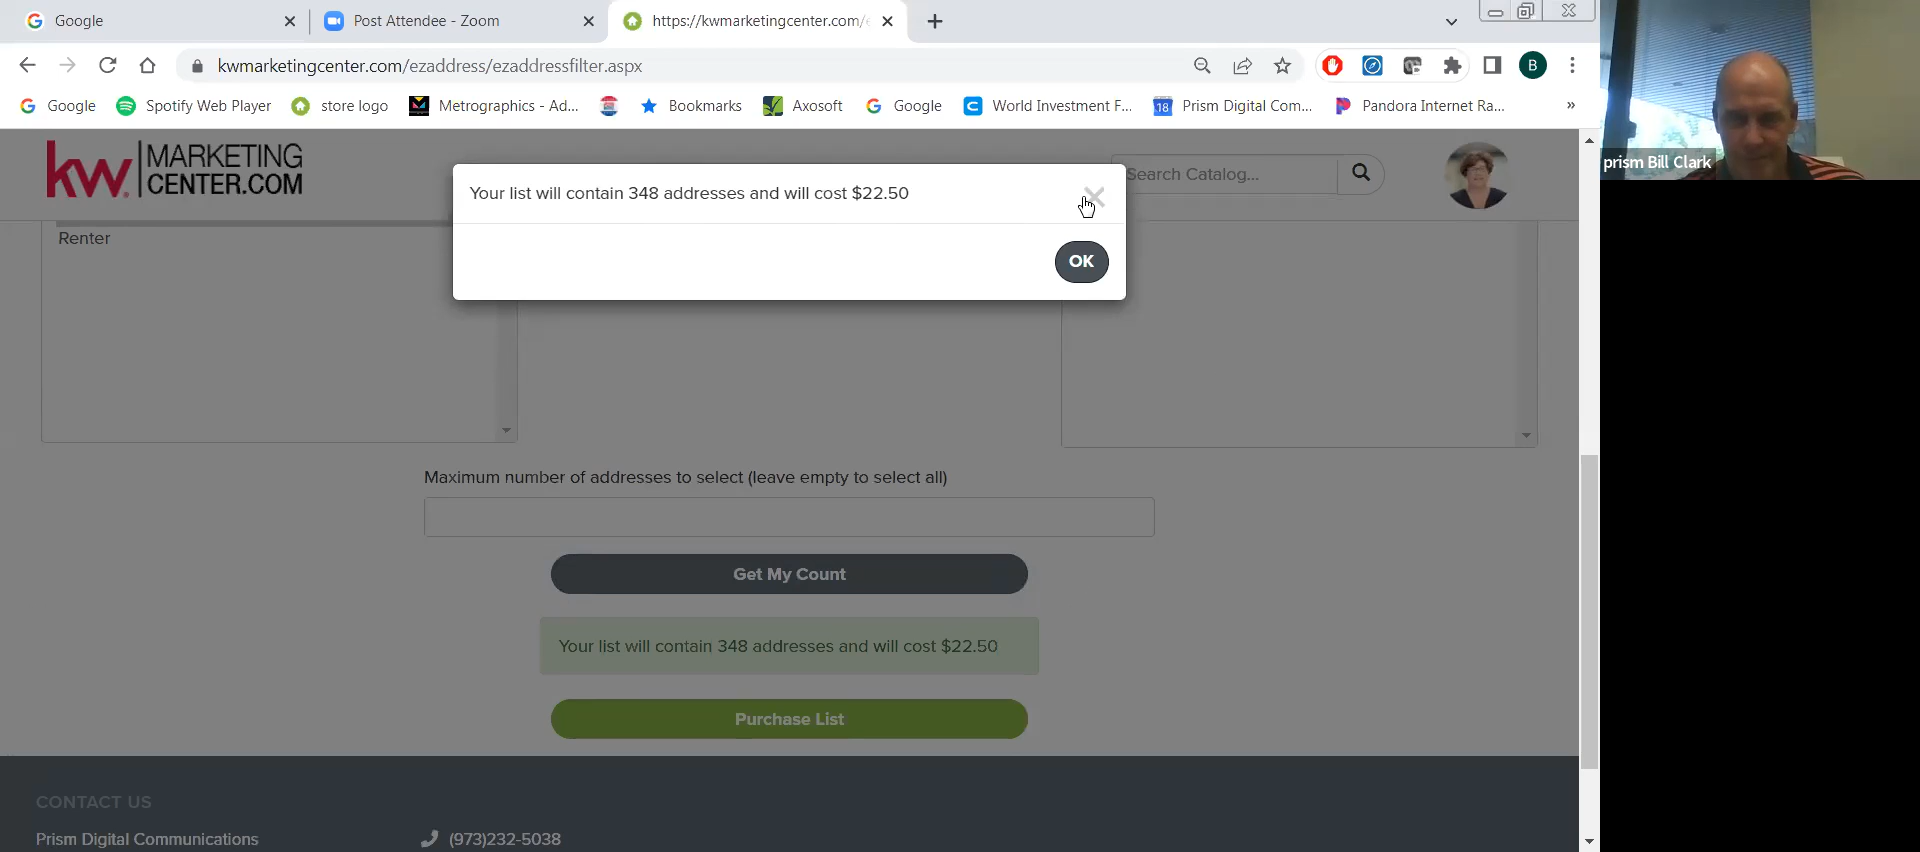 Google
Post Attendee - Zoom
https://kwmarketingcenter.com/e
kwmarketingcenter.com/ezaddress/ezaddressfilter.aspx
B
Google
Spotify Web Player
store logo
Metrographics - Ad...
Bookmarks
Axosoft
Google
World Investment F...
18
Prism Digital Com...
Pandora Internet Ra...
»
kw MARKETING
CENTER.COM
Search Catalog...
Your list will contain 348 addresses and will cost $22.50
OK
Renter
Maximum number of addresses to select (leave empty to select all)
Get My Count
Your list will contain 348 addresses and will cost $22.50
Purchase List
CONTACT US
Prism Digital Communications
(973)232-5038
prism Bill Clark